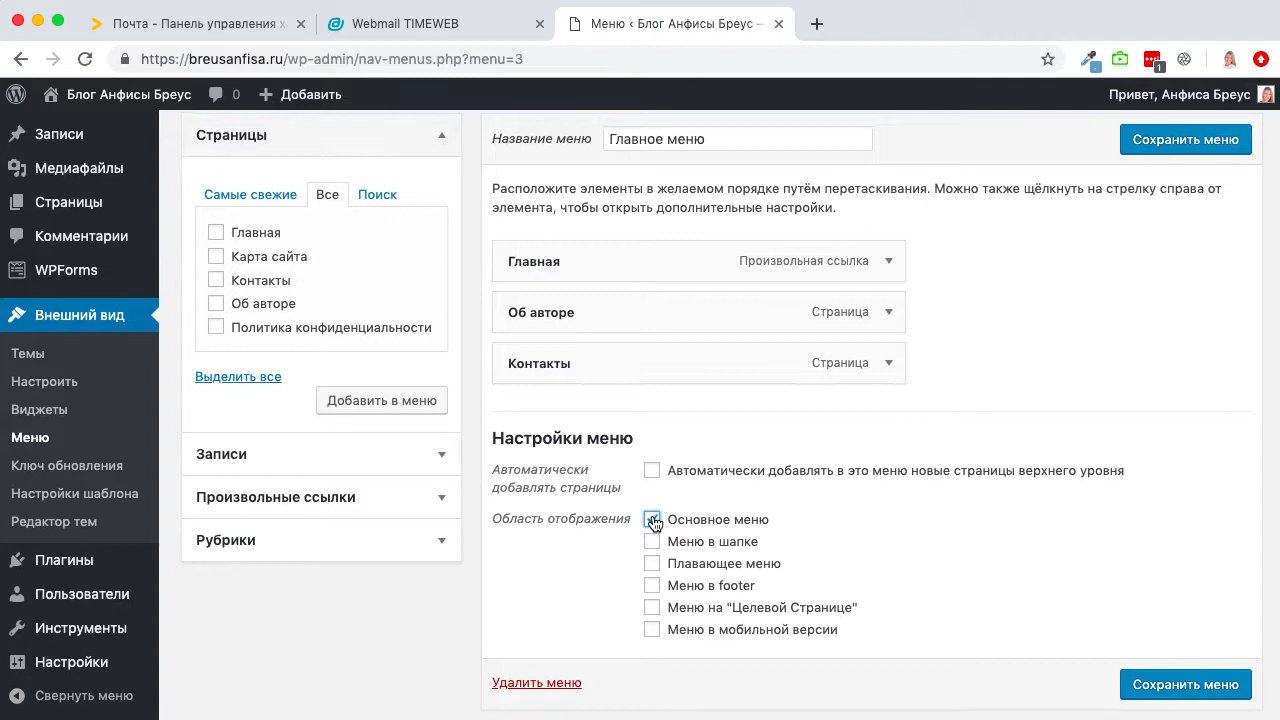 Почта - Панель управления х
Webmail TIMEWEB
Меню ‹ Блог Анфисы Бреус —
https://breusanfisa.ru/wp-admin/nav-menus.php?menu=3
1
Блог Анфисы Бреус
0
Добавить
Привет, Анфиса Бреус
Записи
Медиафайлы
Страницы
Комментарии
WPForms
Внешний вид
Темы
Настроить
Виджеты
Меню
Ключ обновления
Настройки шаблона
Редактор тем
Плагины
Пользователи
Инструменты
Настройки
Свернуть меню
Страницы
Самые свежие
Все
Поиск
Главная
Карта сайта
Контакты
Об авторе
Политика конфиденциальности
Выделить все
Добавить в меню
Записи
Произвольные ссылки
Рубрики
Название меню
Главное меню
Сохранить меню
Расположите элементы в желаемом порядке путём перетаскивания. Можно также щёлкнуть на стрелку справа от
элемента, чтобы открыть дополнительные настройки.
Главная
Произвольная ссылка
Об авторе
Страница
Контакты
Страница
Настройки меню
Автоматически
добавлять страницы
Автоматически добавлять в это меню новые страницы верхнего уровня
Область отображения
Основное меню
Меню в шапке
Плавающее меню
Меню в footer
Меню на "Целевой Странице"
Меню в мобильной версии
Удалить меню
Сохранить меню